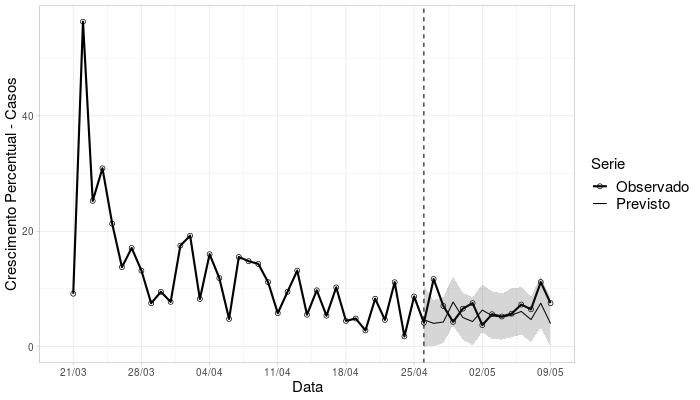 Crescimento Percentual - Casos
40
20
0
21/03
28/03
04/04
11/04
18/04
25/04
02/05
09/05
Data
Serie
Observado
Previsto